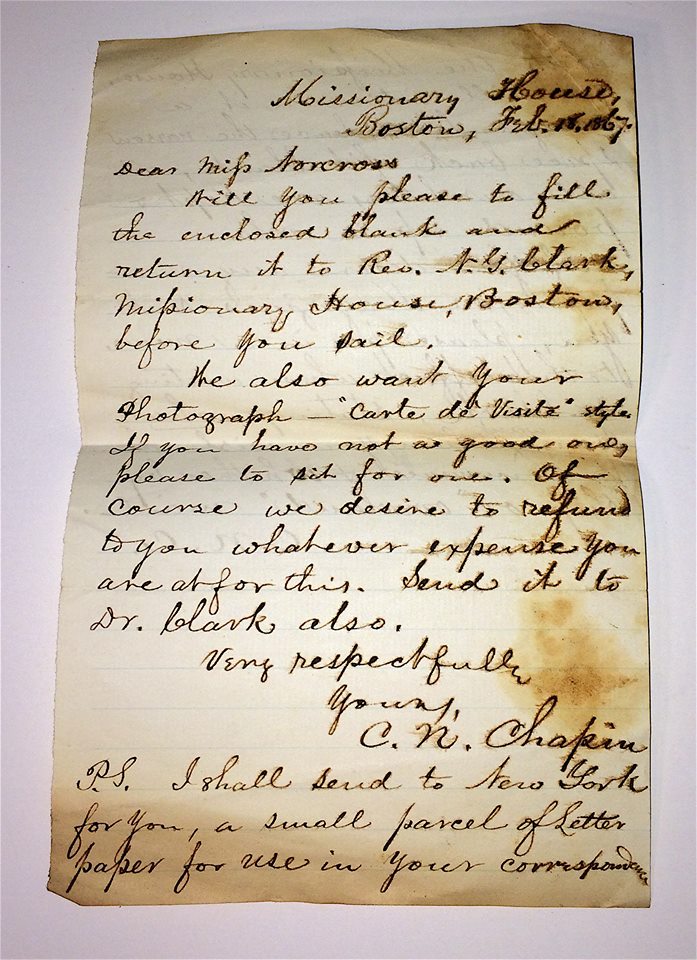 Missionary House,
Boston, Feb. 18, 1867.
Dear Miss Norcross
Will you please to fill
the enclosed blank and
return it to Rev. N. G. Clark,
Missionary House, Boston,
before you sail.
We also want your
Photograph — "Carte de Visite" style
If you have not a good one,
please to sit for one. Of
course we desire to refund
to you whatever expense you
are at for this. Send it to
Dr. Clark also.
Very respectfully
Yours,
C. N. Chapin
P.S. I shall send to New York
for you, a small parcel of Letter
paper for use in your correspondence